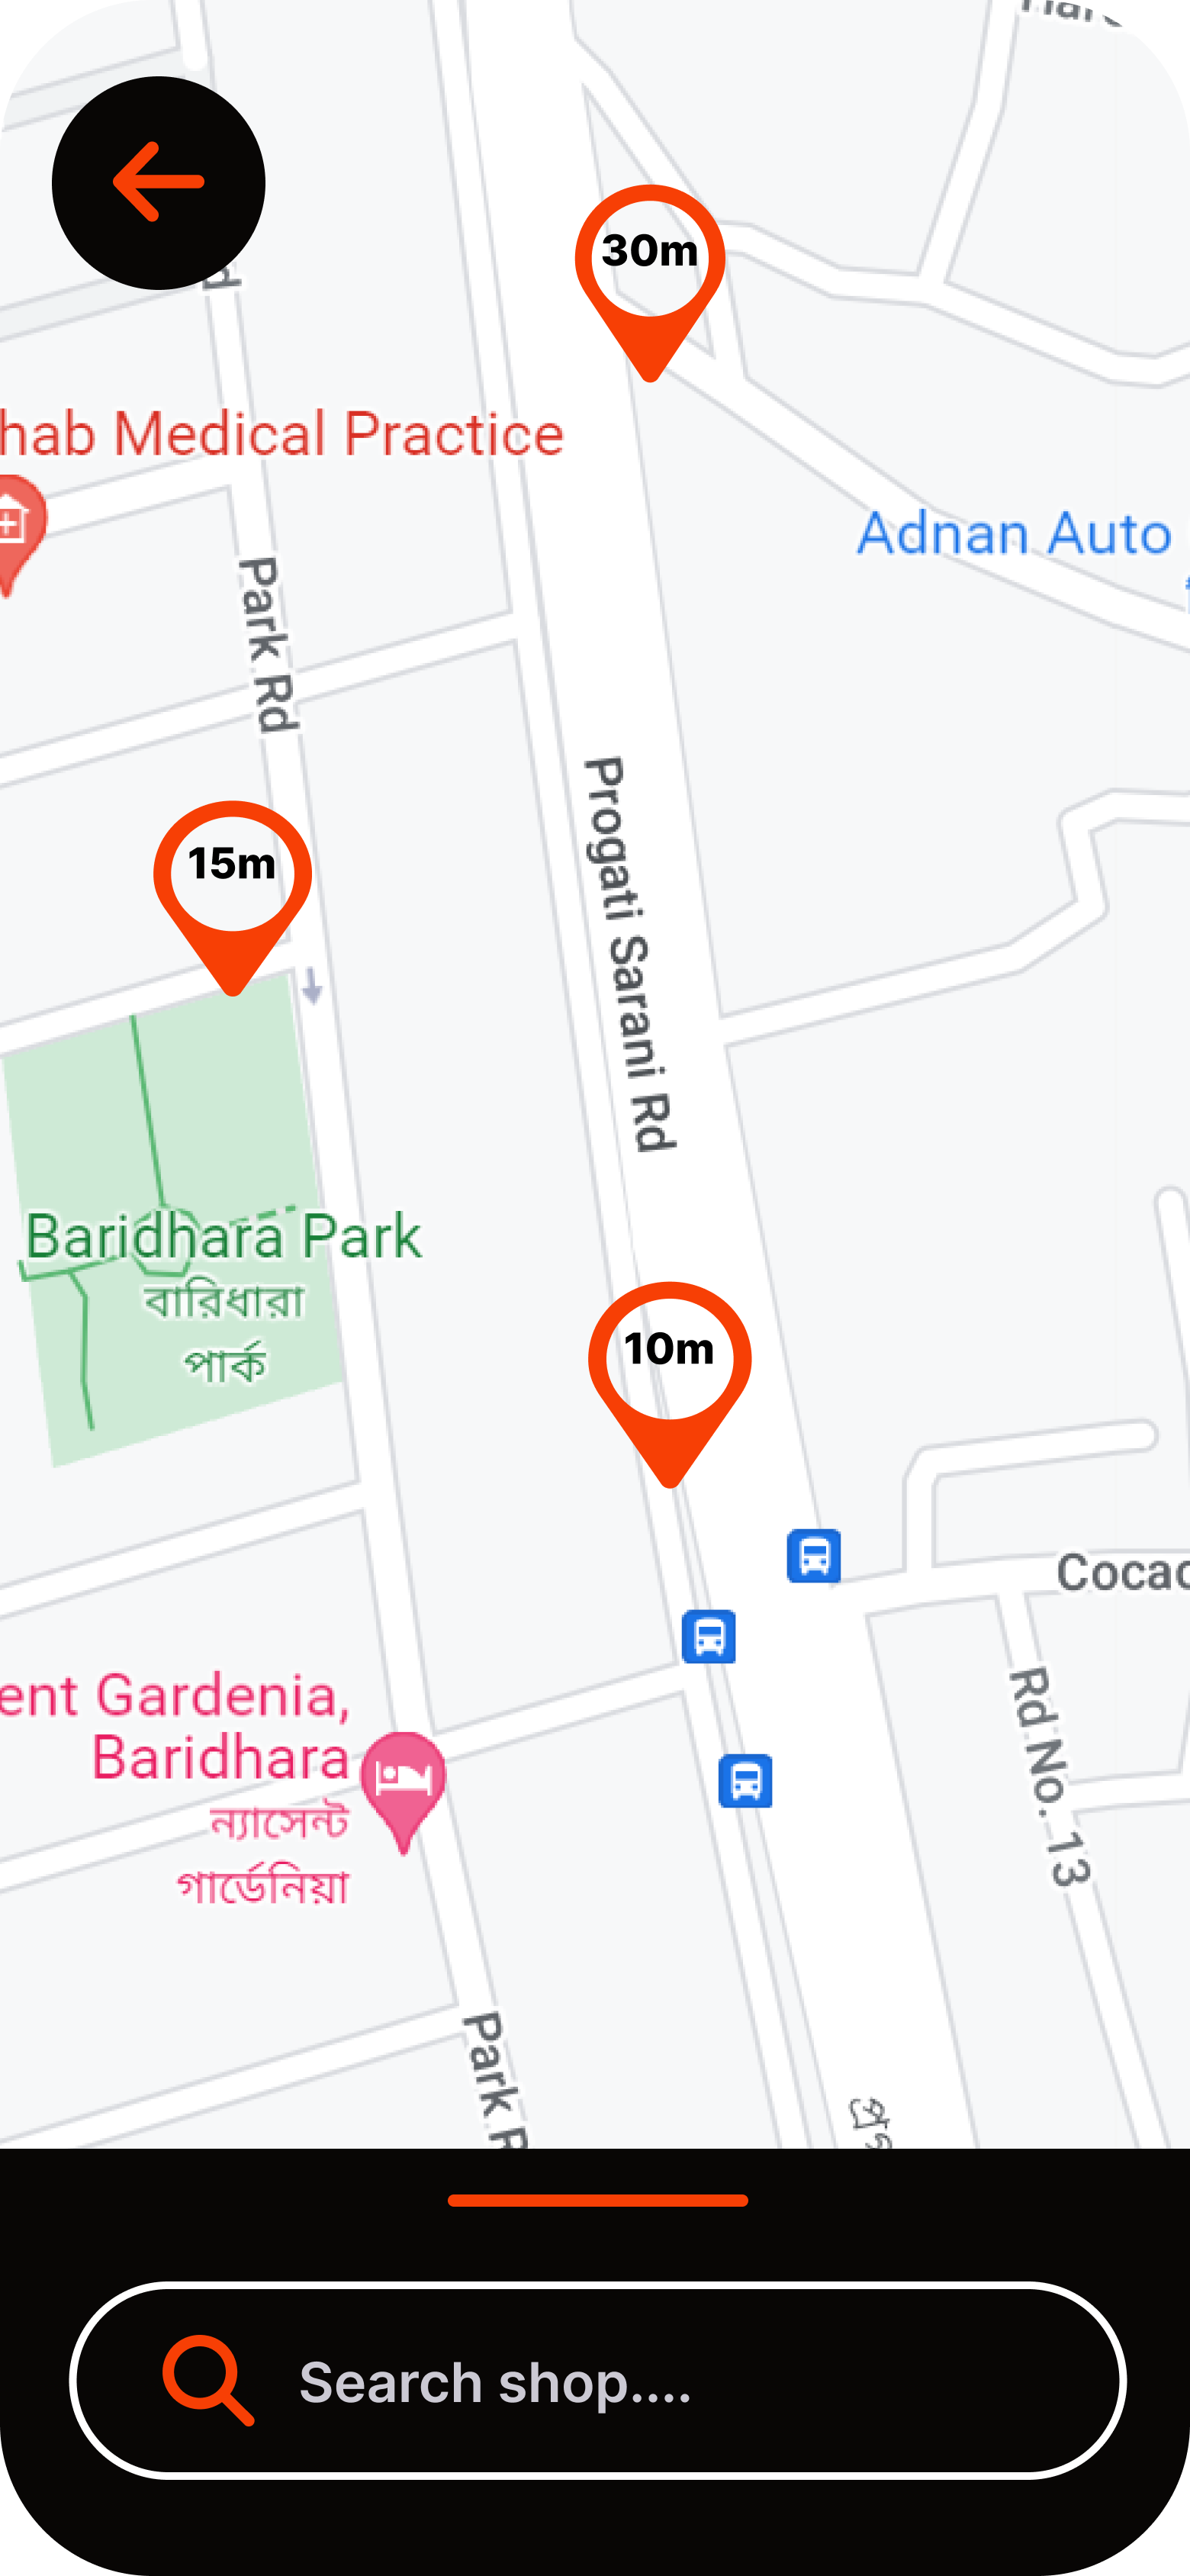 30m
hab Medical Practice
Adnan Auto
Park Rd
Progati Sarani Rd
15m
Baridhara Park
বারিধারা
পার্ক
10m
Cocac
ent Gardenia,
Baridhara
ন্যাসেন্ট
গার্ডেনিয়া
Rd No. 13
Park R
Search shop....